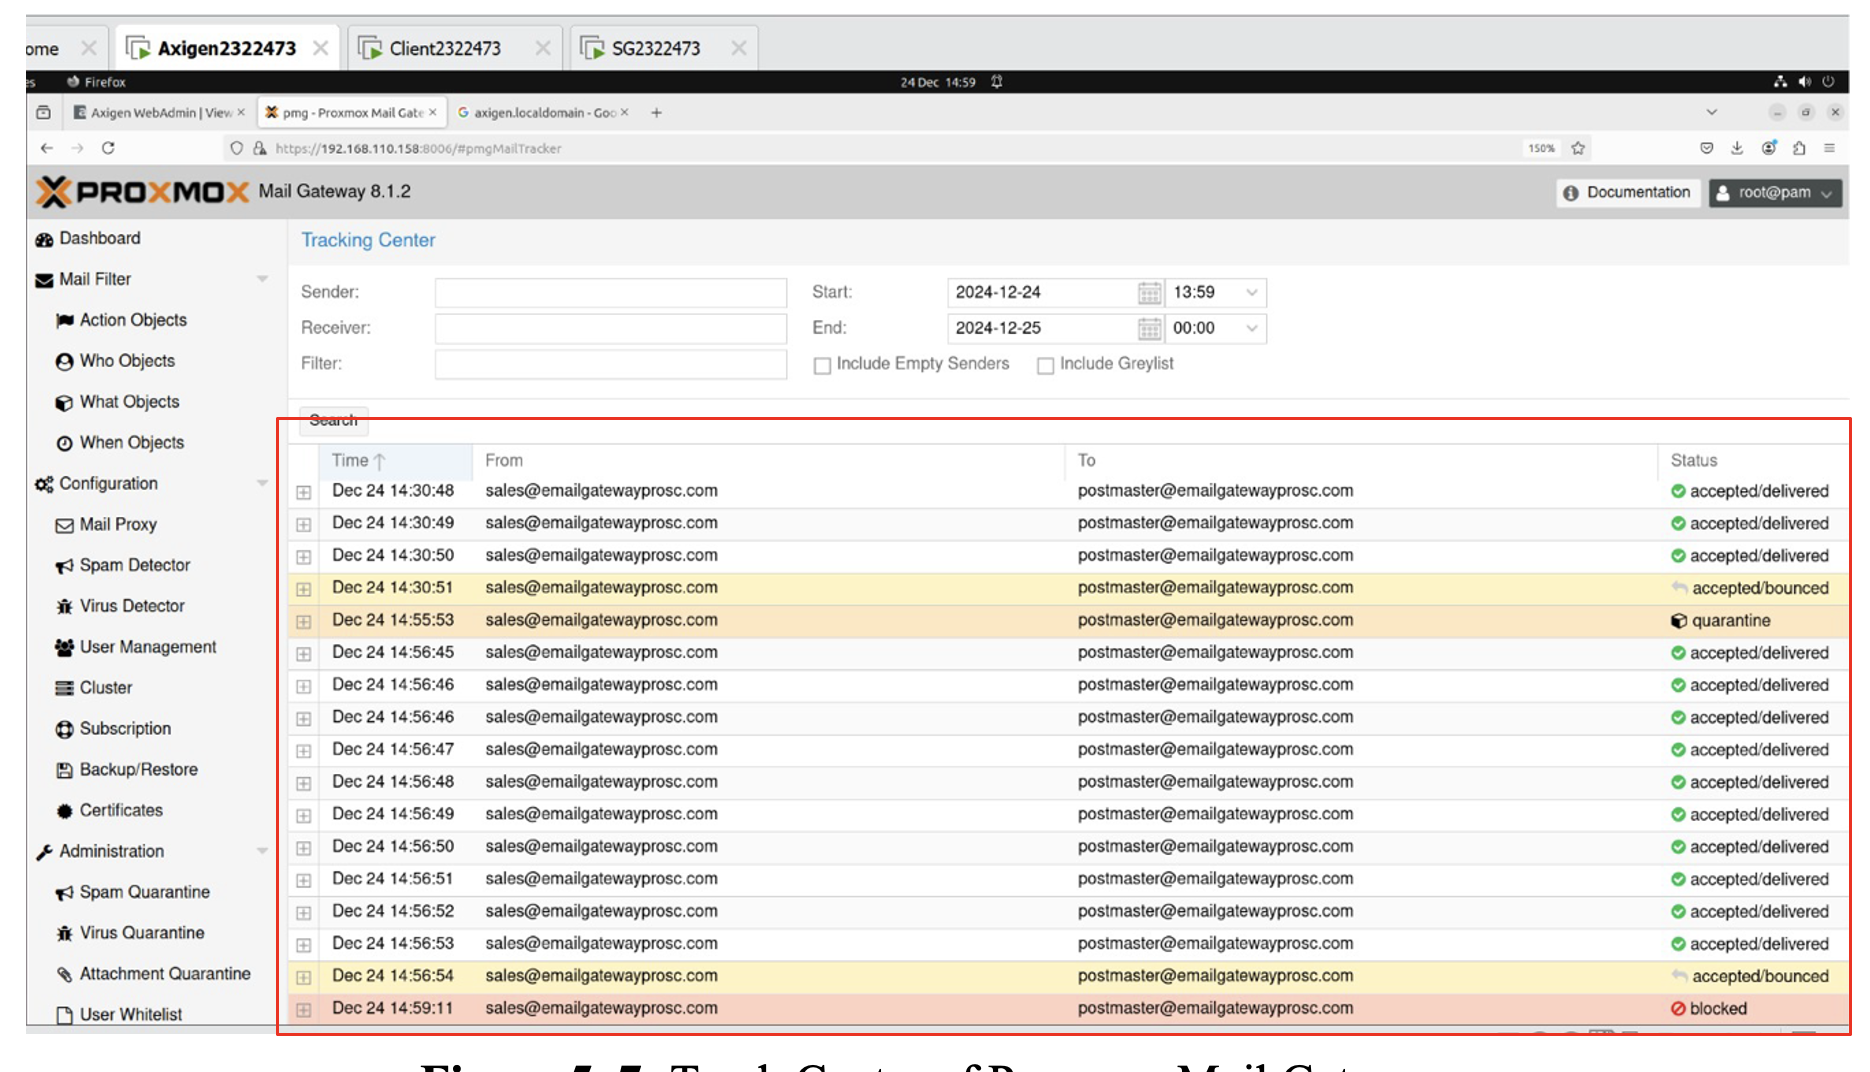 ome Axigen2322473 Client2322473 SG2322473
es Firefox 24 Dec 14:59
Axigen WebAdmin | View pmg - Proxmox Mail Gate axigen.localdomain - Goo
https://192.168.110.158:8006/#pmgMailTracker 150%
PROXMOX Mail Gateway 8.1.2 Documentation root@pam
Dashboard
Mail Filter
Action Objects
Who Objects
What Objects
When Objects
Configuration
Mail Proxy
Spam Detector
Virus Detector
User Management
Cluster
Subscription
Backup/Restore
Certificates
Administration
Spam Quarantine
Virus Quarantine
Attachment Quarantine
User Whitelist
Tracking Center
Sender: Start: 2024-12-24 13:59
Receiver: End: 2024-12-25 00:00
Filter: Include Empty Senders Include Greylist
Search
Time From To Status
Dec 24 14:30:48 sales@emailgatewayprosc.com postmaster@emailgatewayprosc.com accepted/delivered
Dec 24 14:30:49 sales@emailgatewayprosc.com postmaster@emailgatewayprosc.com accepted/delivered
Dec 24 14:30:50 sales@emailgatewayprosc.com postmaster@emailgatewayprosc.com accepted/delivered
Dec 24 14:30:51 sales@emailgatewayprosc.com postmaster@emailgatewayprosc.com accepted/bounced
Dec 24 14:55:53 sales@emailgatewayprosc.com postmaster@emailgatewayprosc.com quarantine
Dec 24 14:56:45 sales@emailgatewayprosc.com postmaster@emailgatewayprosc.com accepted/delivered
Dec 24 14:56:46 sales@emailgatewayprosc.com postmaster@emailgatewayprosc.com accepted/delivered
Dec 24 14:56:46 sales@emailgatewayprosc.com postmaster@emailgatewayprosc.com accepted/delivered
Dec 24 14:56:47 sales@emailgatewayprosc.com postmaster@emailgatewayprosc.com accepted/delivered
Dec 24 14:56:48 sales@emailgatewayprosc.com postmaster@emailgatewayprosc.com accepted/delivered
Dec 24 14:56:49 sales@emailgatewayprosc.com postmaster@emailgatewayprosc.com accepted/delivered
Dec 24 14:56:50 sales@emailgatewayprosc.com postmaster@emailgatewayprosc.com accepted/delivered
Dec 24 14:56:51 sales@emailgatewayprosc.com postmaster@emailgatewayprosc.com accepted/delivered
Dec 24 14:56:52 sales@emailgatewayprosc.com postmaster@emailgatewayprosc.com accepted/delivered
Dec 24 14:56:53 sales@emailgatewayprosc.com postmaster@emailgatewayprosc.com accepted/delivered
Dec 24 14:56:54 sales@emailgatewayprosc.com postmaster@emailgatewayprosc.com accepted/bounced
Dec 24 14:59:11 sales@emailgatewayprosc.com postmaster@emailgatewayprosc.com blocked